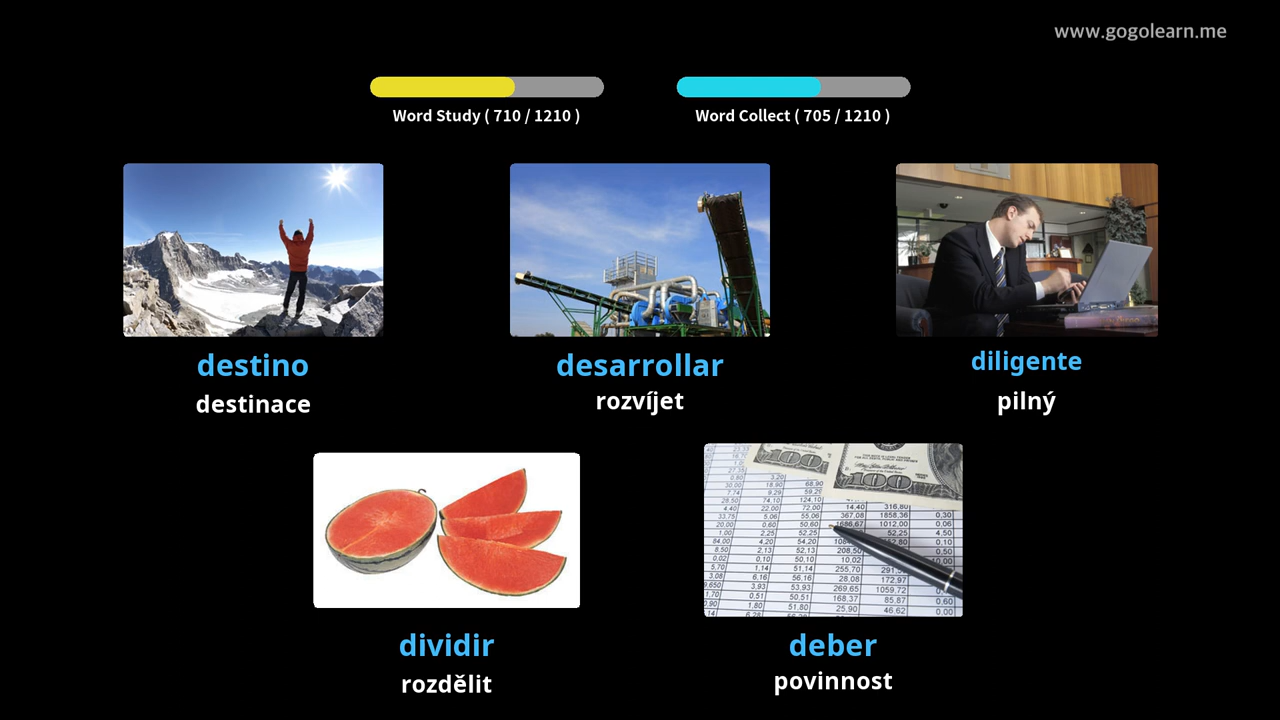 www.gogolearn.me
Word Study ( 710 / 1210 )
Word Collect ( 705 / 1210 )
destino
destinace
desarrollar
rozvíjet
diligente
pilný
dividir
rozdělit
deber
povinnost